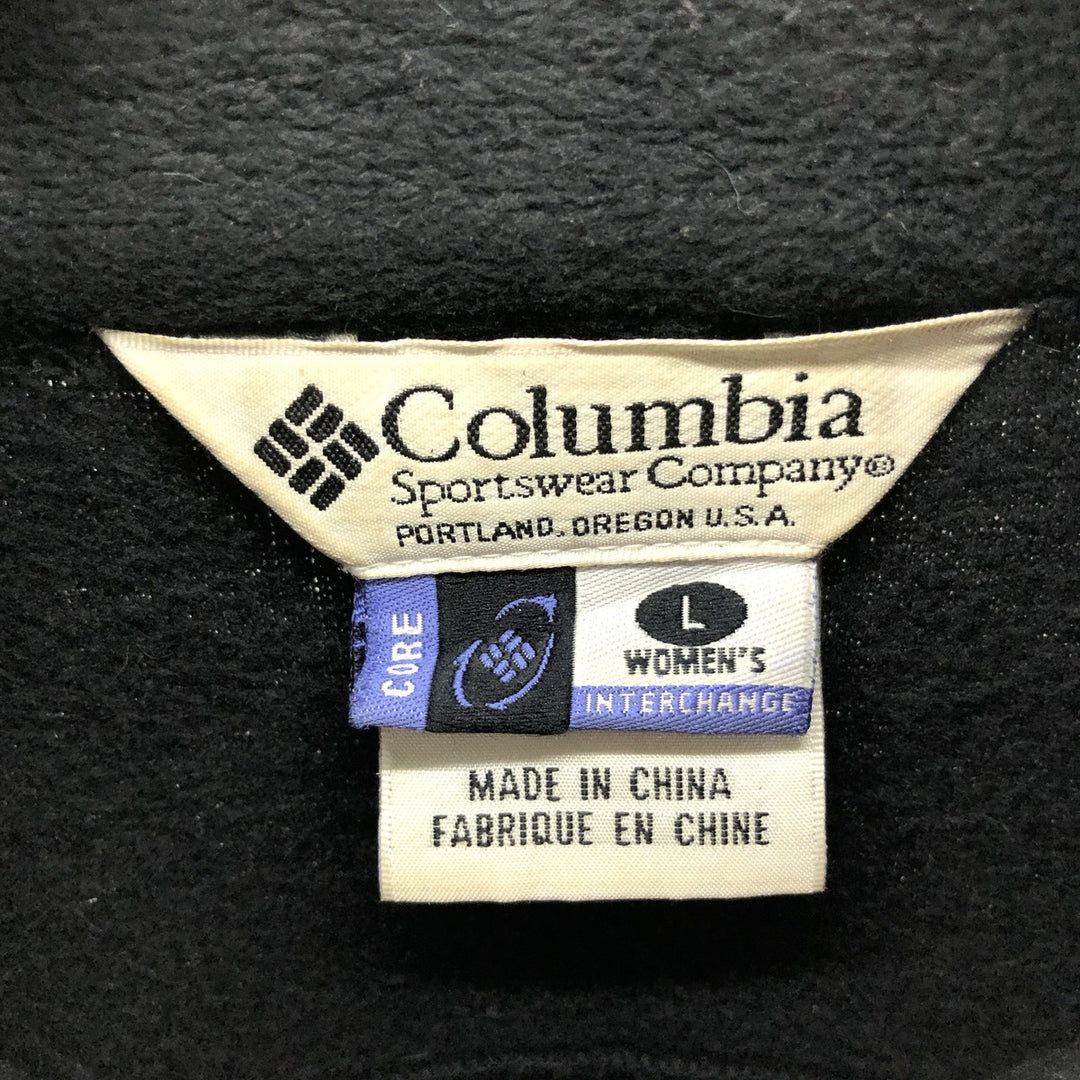 Columbia
Sportswear Company®
PORTLAND, OREGON U.S.A.
CORE
L
WOMEN'S
INTERCHANGE
MADE IN CHINA
FABRIQUE EN CHINE